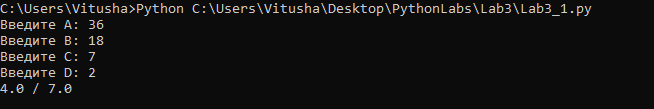 C:\Users\Vitusha>Python C:\Users\Vitusha\Desktop\PythonLabs\Lab3\Lab3_1.py
Введите A: 36
Введите B: 18
Введите C: 7
Введите D: 2
4.0 / 7.0